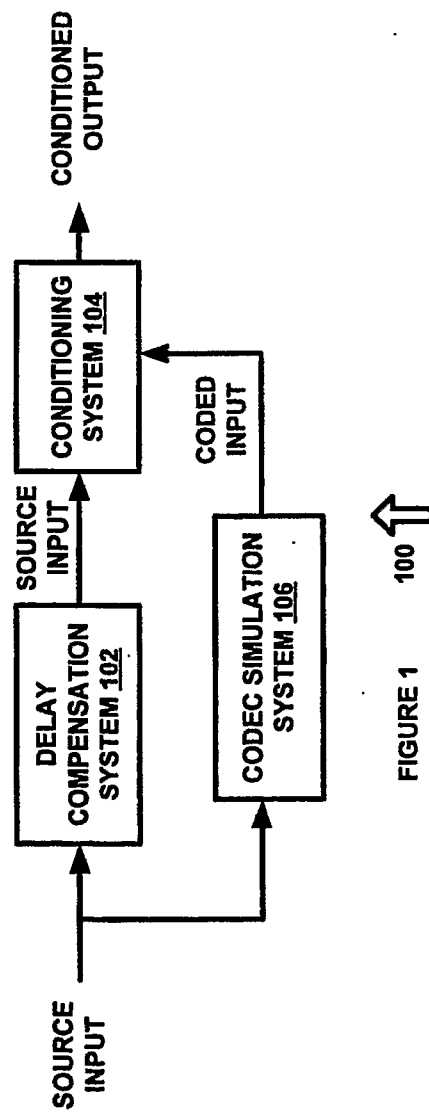 SOURCE
INPUT
DELAY
COMPENSATION
SYSTEM 102
SOURCE
INPUT
CONDITIONING
SYSTEM 104
CONDITIONED
OUTPUT
CODEC SIMULATION
SYSTEM 106
CODED
INPUT
FIGURE 1
100